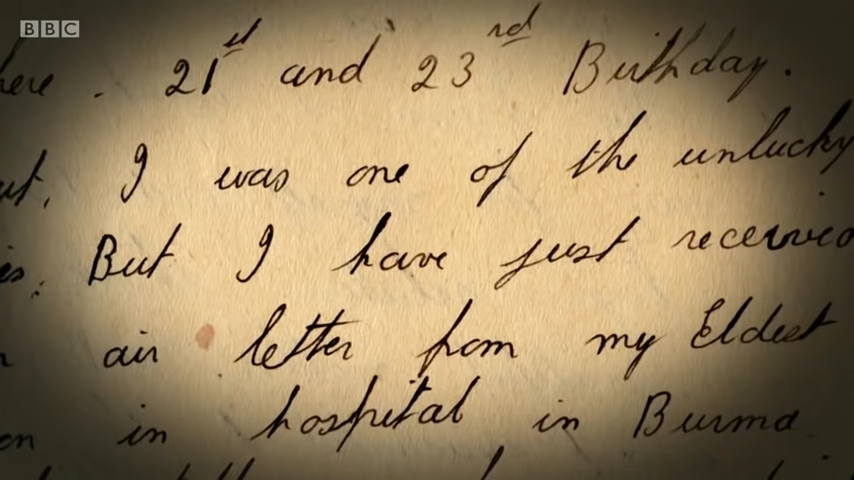 BBC
here. 21st and 23rd Birthday.
I was one of the unlucky
But I have just received
air letter from my Eldest
in hospital in Burma